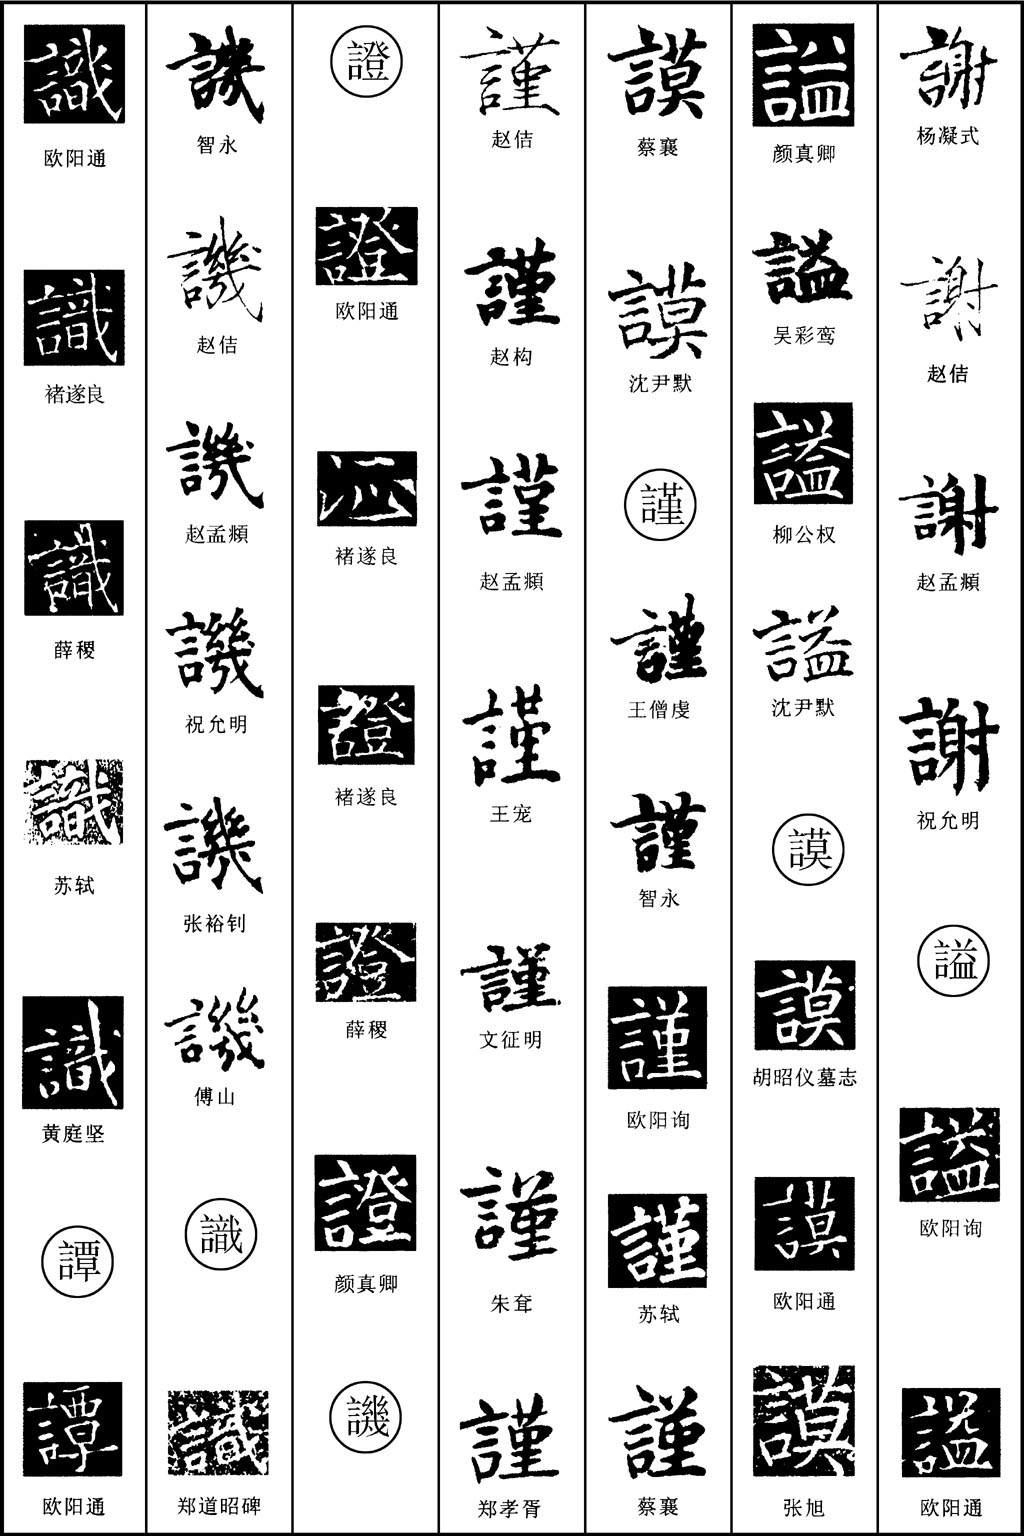 謝
杨凝式
謝
赵佶
謝
赵孟頫
謝
祝允明
謚
謚
欧阳询
謚
欧阳通
謚
颜真卿
謚
吴彩鸾
謚
柳公权
謚
沈尹默
謨
謨
胡昭仪墓志
謨
欧阳通
謨
张旭
謨
蔡襄
謨
沈尹默
謹
謹
王僧虔
謹
智永
謹
欧阳询
謹
苏轼
謹
蔡襄
謹
赵佶
謹
赵构
謹
赵孟頫
謹
王宠
謹
文征明
謹
朱耷
謹
郑孝胥
證
證
欧阳通
褚遂良
證
褚遂良
證
薛稷
證
颜真卿
譏
譏
智永
譏
赵佶
譏
赵孟頫
譏
祝允明
譏
张裕钊
譏
傅山
識
識
郑道昭碑
識
欧阳通
識
褚遂良
識
薛稷
識
苏轼
識
黄庭坚
譚
譚
欧阳通